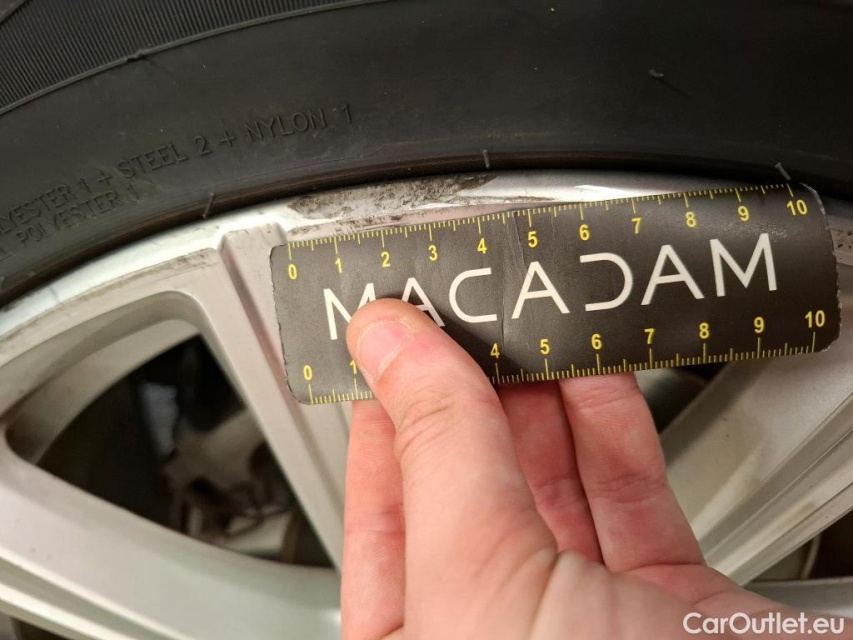 LYESTER 1 + STEEL 2 + NYLON 1
POLYESTER 1
0 1 2 3 4 5 6 7 8 9 10
MACADAM
0 1 4 5 6 7 8 9 10
CarOutlet.eu